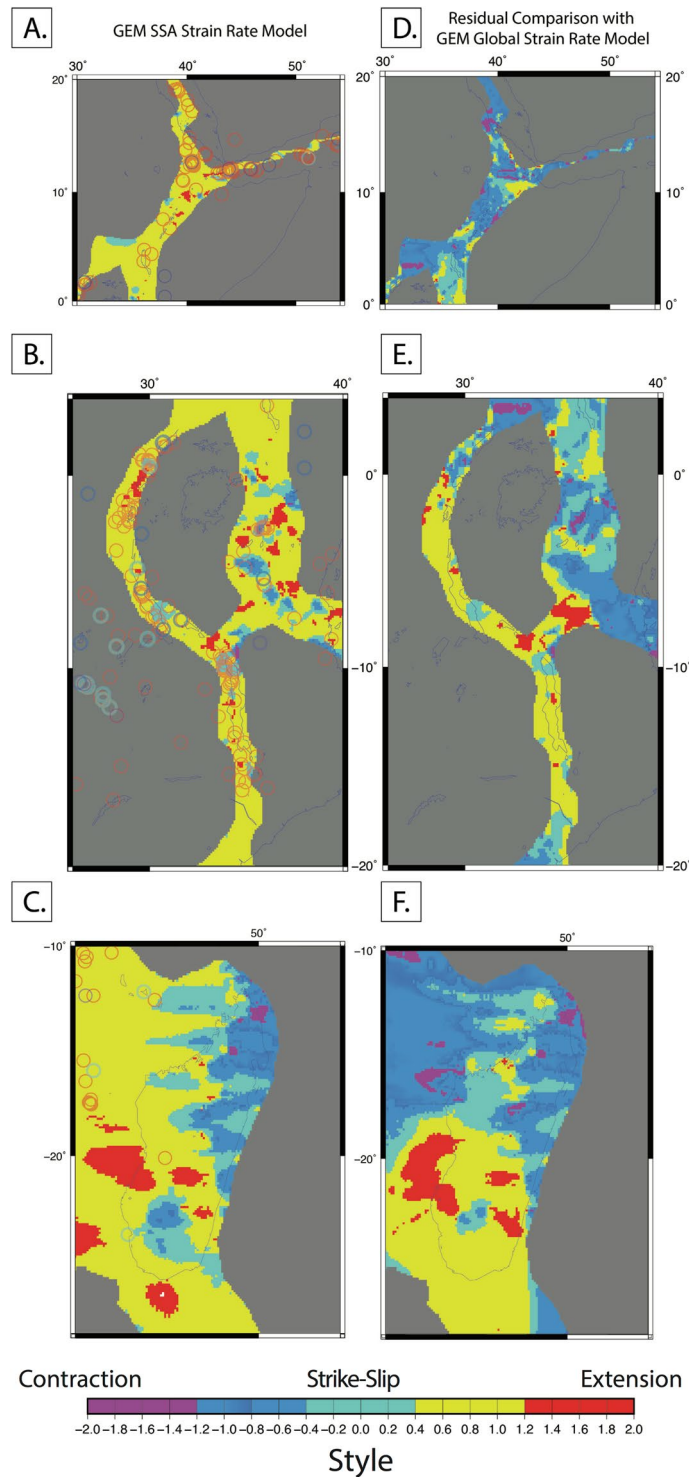 A.
GEM SSA Strain Rate Model
D.
Residual Comparison with
GEM Global Strain Rate Model
30° 40° 50°
20°
10°
0°
30° 40° 50°
20° 20°
10° 10°
0° 0°
B.
30° 40°
0°
-10°
-20°
E.
30° 40°
0°
-10°
-20°
C.
50°
-10°
-20°
F.
50°
-10°
-20°
Contraction Strike-Slip Extension
-2.0 -1.8 -1.6 -1.4 -1.2 -1.0 -0.8 -0.6 -0.4 -0.2 0.0 0.2 0.4 0.6 0.8 1.0 1.2 1.4 1.6 1.8 2.0
Style